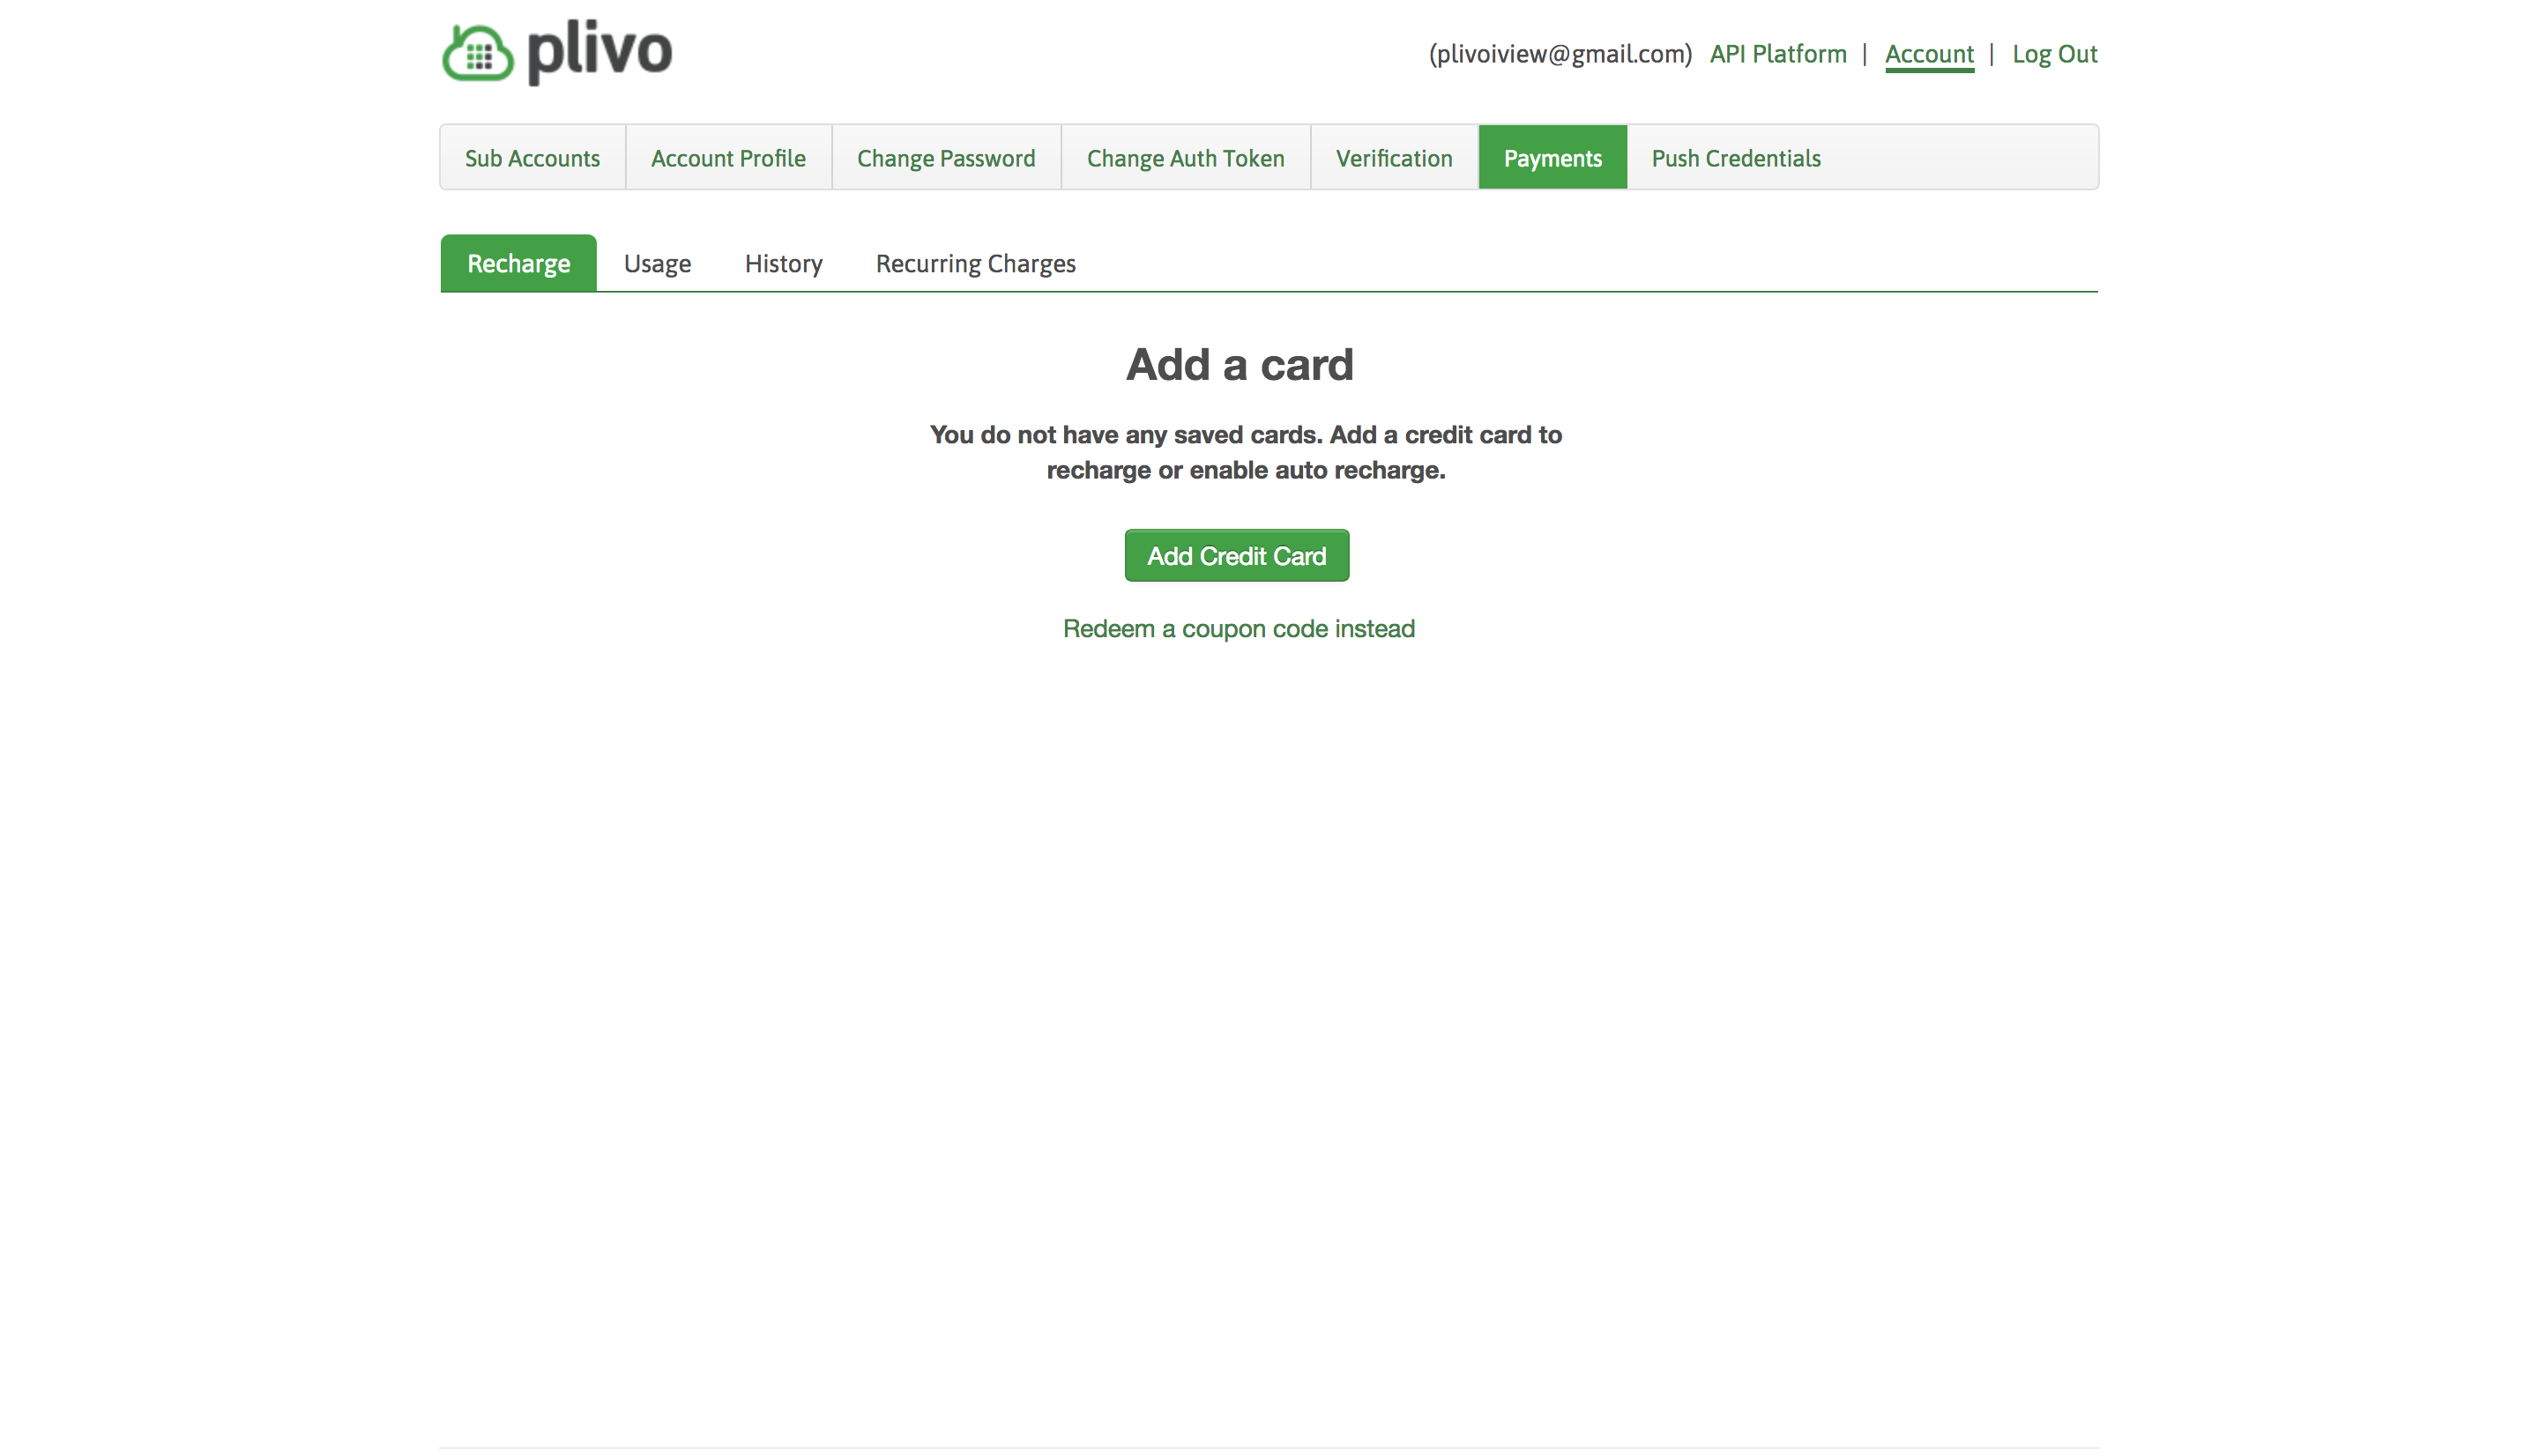 plivo
(plivoiview@gmail.com) API Platform | Account | Log Out
Sub Accounts Account Profile Change Password Change Auth Token Verification Payments Push Credentials
Recharge Usage History Recurring Charges
Add a card
You do not have any saved cards. Add a credit card to
recharge or enable auto recharge.
Add Credit Card
Redeem a coupon code instead